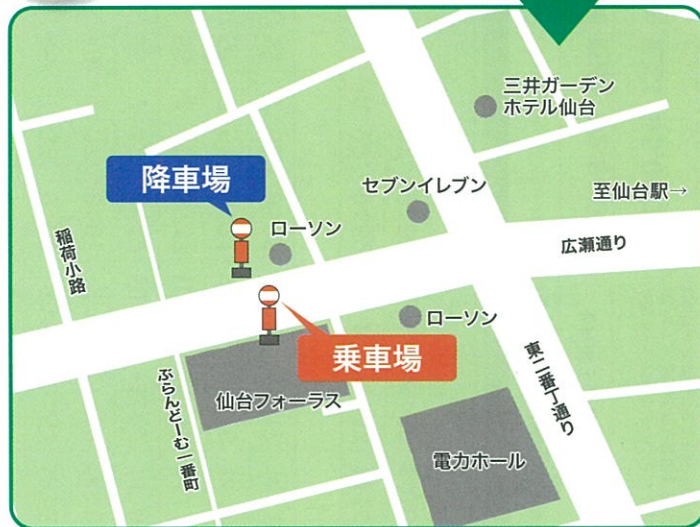 三井ガーデン
ホテル仙台
降車場
セブンイレブン
至仙台駅→
ローソン
稲荷小路
広瀬通り
ローソン
乗車場
東二番丁通り
ぶらんどーむ一番町
仙台フォーラス
電力ホール